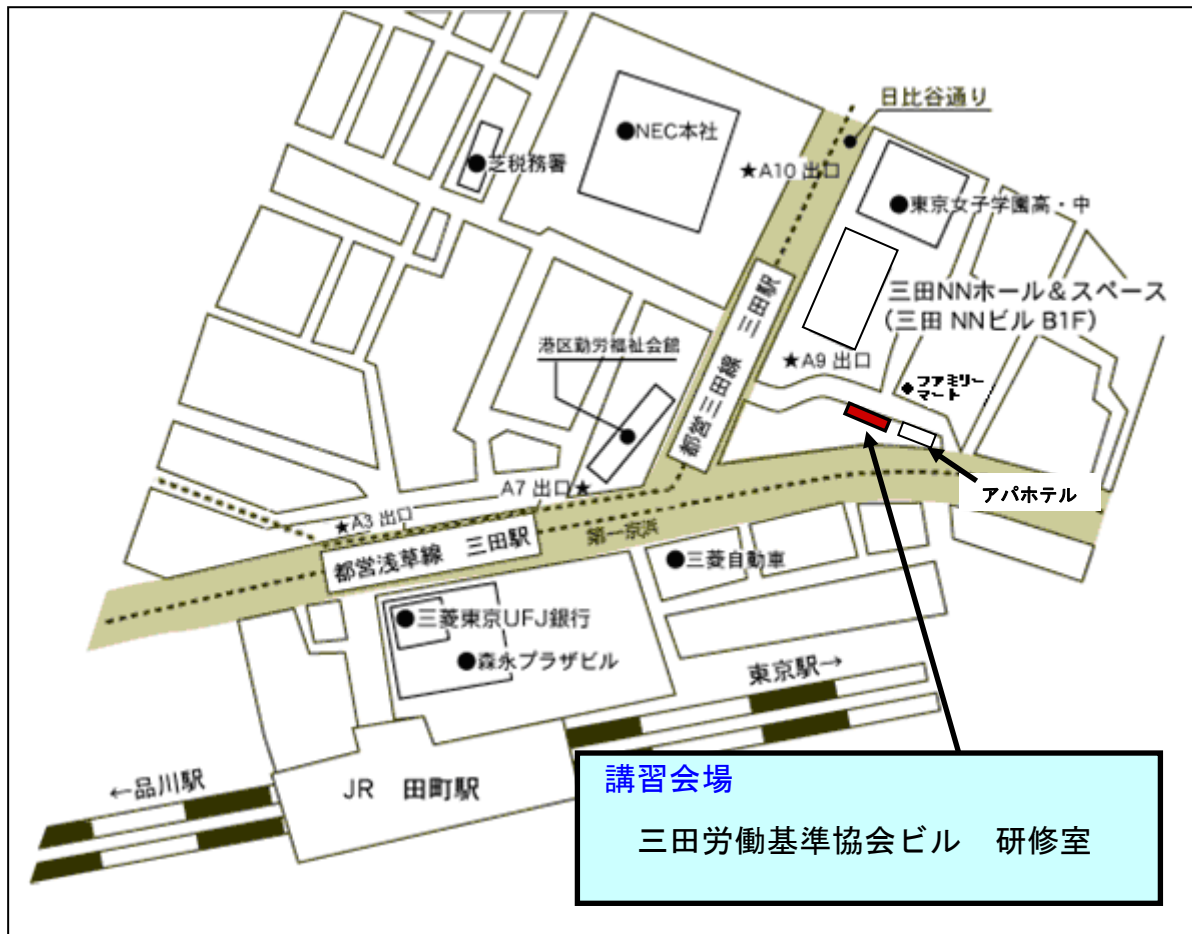 日比谷通り
●NEC本社
●芝税務署
★A10 出口
●東京女子学園高・中
三田NNホール＆スペース
（三田 NNビル B1F）
都営三田線　三田駅
港区勤労福祉会館
★A9 出口
ファミリー
マート
アパホテル
A7 出口★
★A3 出口
第一京浜
都営浅草線　三田駅
●三菱自動車
●三菱東京UFJ銀行
●森永プラザビル
東京駅→
←品川駅
JR　田町駅
講習会場
三田労働基準協会ビル　研修室